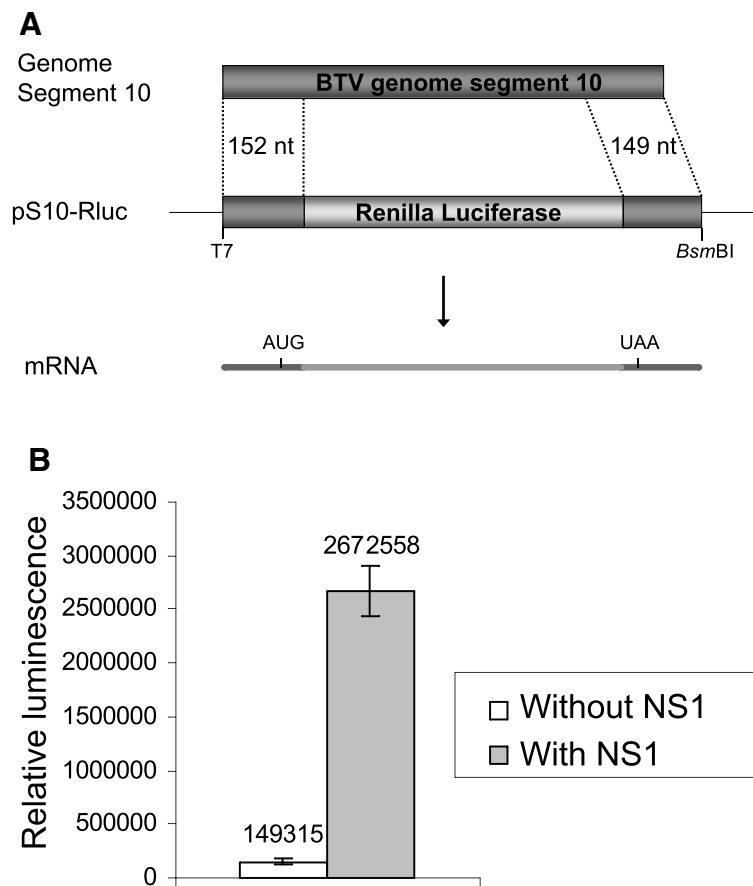 A
Genome
Segment 10
BTV genome segment 10
152 nt
149 nt
pS10-Rluc
Renilla Luciferase
T7
BsmBI
AUG
UAA
mRNA
B
Relative luminescence
3500000
3000000
2500000
2000000
1500000
1000000
500000
0
2672558
149315
Without NS1
With NS1